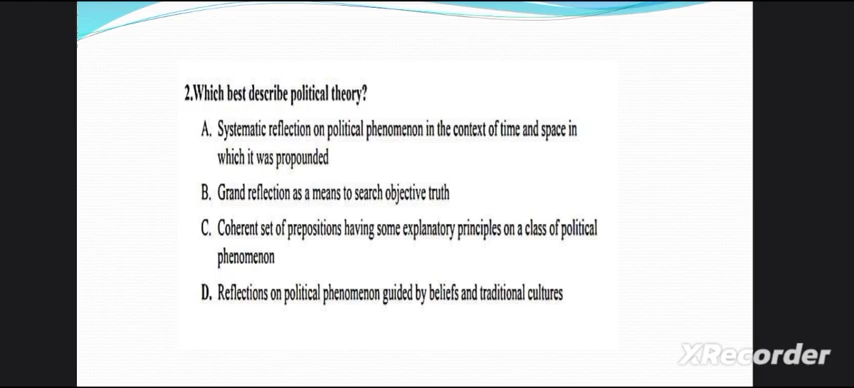 2.Which best describe political theory?
A. Systematic reflection on political phenomenon in the context of time and space in
which it was propounded
B. Grand reflection as a means to search objective truth
C. Coherent set of prepositions having some explanatory principles on a class of political
phenomenon
D. Reflections on political phenomenon guided by beliefs and traditional cultures
XRecorder